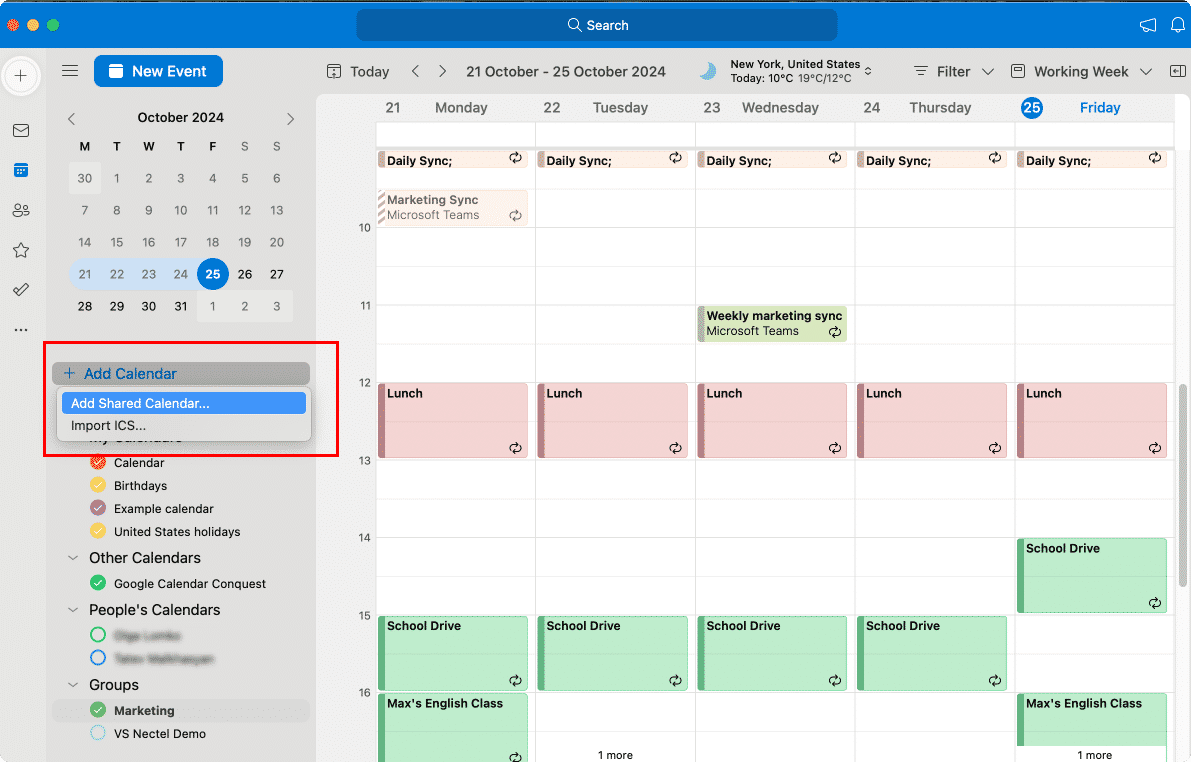 Search
New Event
Today
21 October - 25 October 2024
New York, United States
Today: 10°C 19°C/12°C
Filter
Working Week
October 2024
M T W T F S S
30 1 2 3 4 5 6
7 8 9 10 11 12 13
14 15 16 17 18 19 20
21 22 23 24 25 26 27
28 29 30 31 1 2 3
Add Calendar
Add Shared Calendar...
Import ICS...
My Calendars
Calendar
Birthdays
Example calendar
United States holidays
Other Calendars
Google Calendar Conquest
People's Calendars
Groups
Marketing
VS Nectel Demo
21 Monday 22 Tuesday 23 Wednesday 24 Thursday 25 Friday
Daily Sync; Daily Sync; Daily Sync; Daily Sync; Daily Sync;
Marketing Sync
Microsoft Teams
10
11
Weekly marketing sync
Microsoft Teams
12
Lunch Lunch Lunch Lunch Lunch
13
14
School Drive
15
School Drive School Drive School Drive School Drive
16
Max's English Class Max's English Class
1 more 1 more